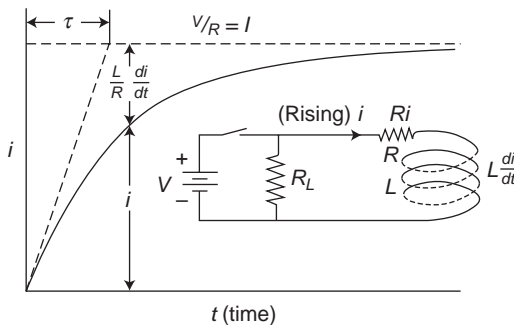 τ
V/R = I
L/R di/dt
(Rising) i
Ri
i
+
V
−
R_L
R
L
L di/dt
i
t (time)